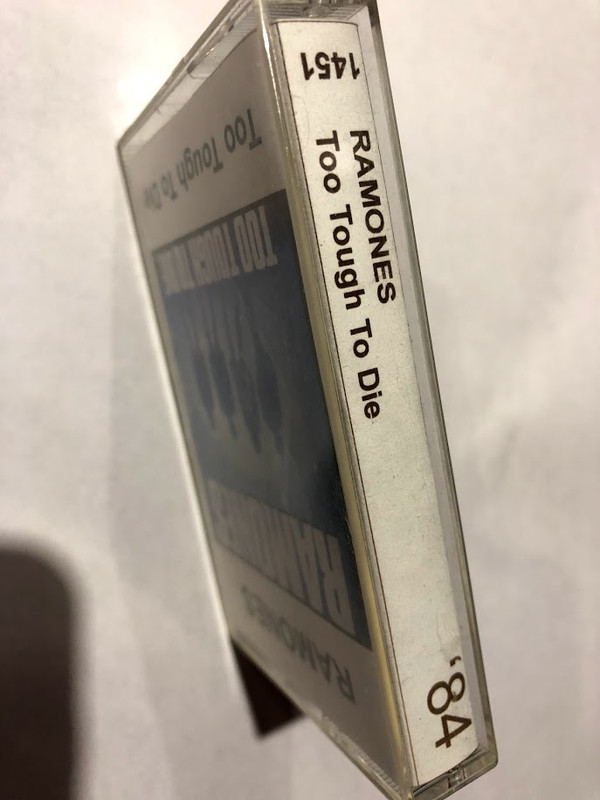 1451
RAMONES
Too Tough To Die
'84
RAMONES
Too Tough To Die
RAMONES
TOO TOUGH TO DIE